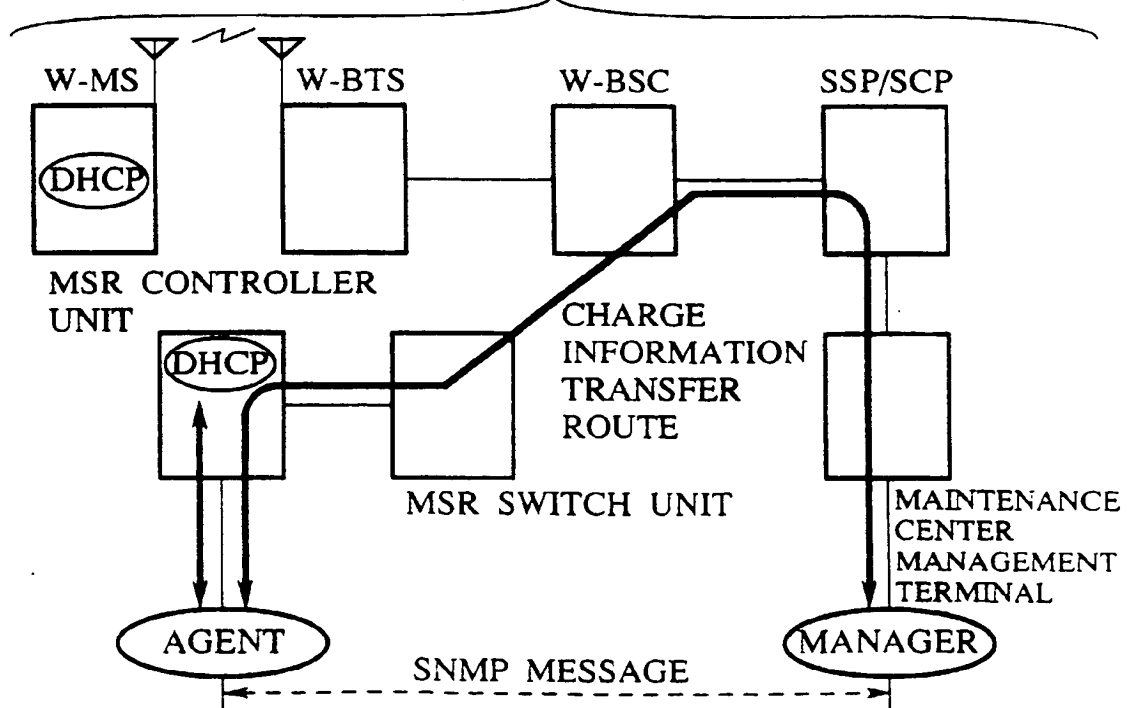 W-MS
W-BTS
W-BSC
SSP/SCP
DHCP
MSR CONTROLLER
UNIT
DHCP
CHARGE
INFORMATION
TRANSFER
ROUTE
MSR SWITCH UNIT
MAINTENANCE
CENTER
MANAGEMENT
TERMINAL
AGENT
MANAGER
SNMP MESSAGE